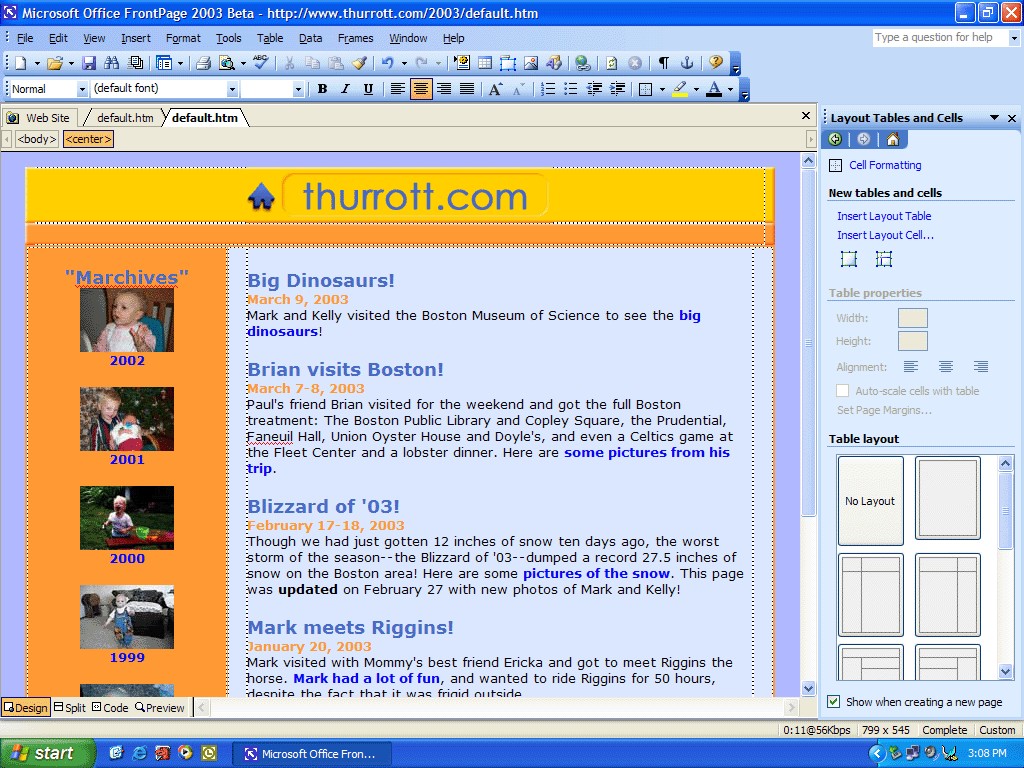 Microsoft Office FrontPage 2003 Beta - http://www.thurrott.com/2003/default.htm
File Edit View Insert Format Tools Table Data Frames Window Help
Type a question for help
ABC
Normal (default font) B I U A A A
Web Site default.htm default.htm
<body> <center>
thurrott.com
"Marchives"
2002
2001
2000
1999
Big Dinosaurs!
March 9, 2003
Mark and Kelly visited the Boston Museum of Science to see the big
dinosaurs!
Brian visits Boston!
March 7-8, 2003
Paul's friend Brian visited for the weekend and got the full Boston
treatment: The Boston Public Library and Copley Square, the Prudential,
Faneuil Hall, Union Oyster House and Doyle's, and even a Celtics game at
the Fleet Center and a lobster dinner. Here are some pictures from his
trip.
Blizzard of '03!
February 17-18, 2003
Though we had just gotten 12 inches of snow ten days ago, the worst
storm of the season--the Blizzard of '03--dumped a record 27.5 inches of
snow on the Boston area! Here are some pictures of the snow. This page
was updated on February 27 with new photos of Mark and Kelly!
Mark meets Riggins!
January 20, 2003
Mark visited with Mommy's best friend Ericka and got to meet Riggins the
horse. Mark had a lot of fun, and wanted to ride Riggins for 50 hours,
despite the fact that it was frigid outside.
Layout Tables and Cells
Cell Formatting
New tables and cells
Insert Layout Table
Insert Layout Cell...
Table properties
Width:
Height:
Alignment:
Auto-scale cells with table
Set Page Margins...
Table layout
No Layout
Show when creating a new page
Design Split Code Preview
0:11@56Kbps 799 x 545 Complete Custom
start Microsoft Office Fron... 3:08 PM